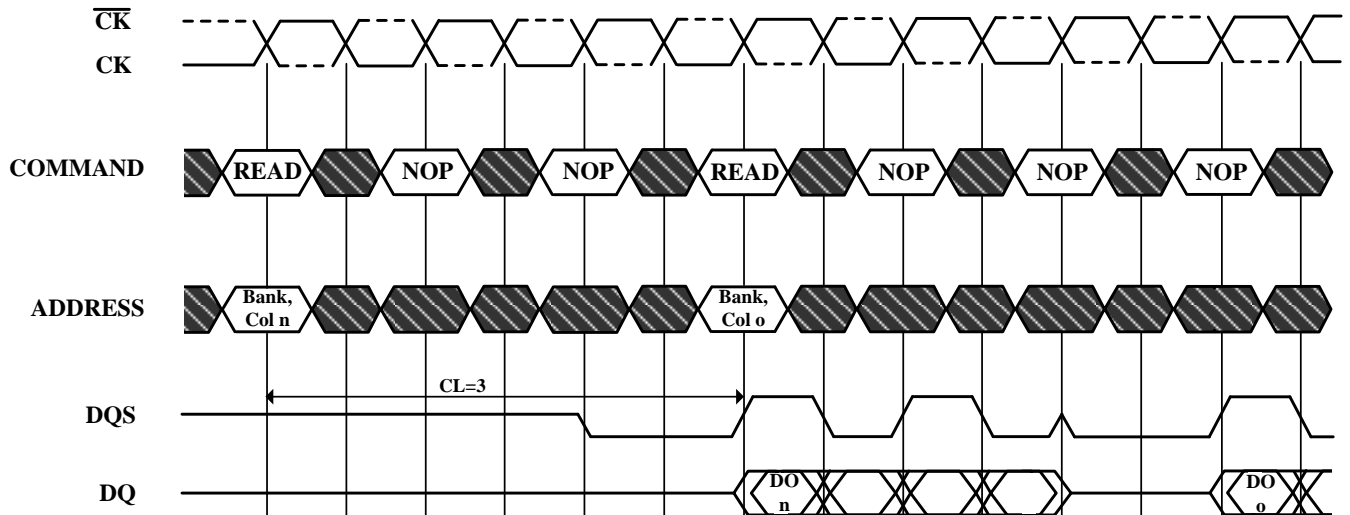 CK
CK
COMMAND READ NOP NOP READ NOP NOP NOP
ADDRESS Bank, Col n Bank, Col o
CL=3
DQS
DQ DO n DO o